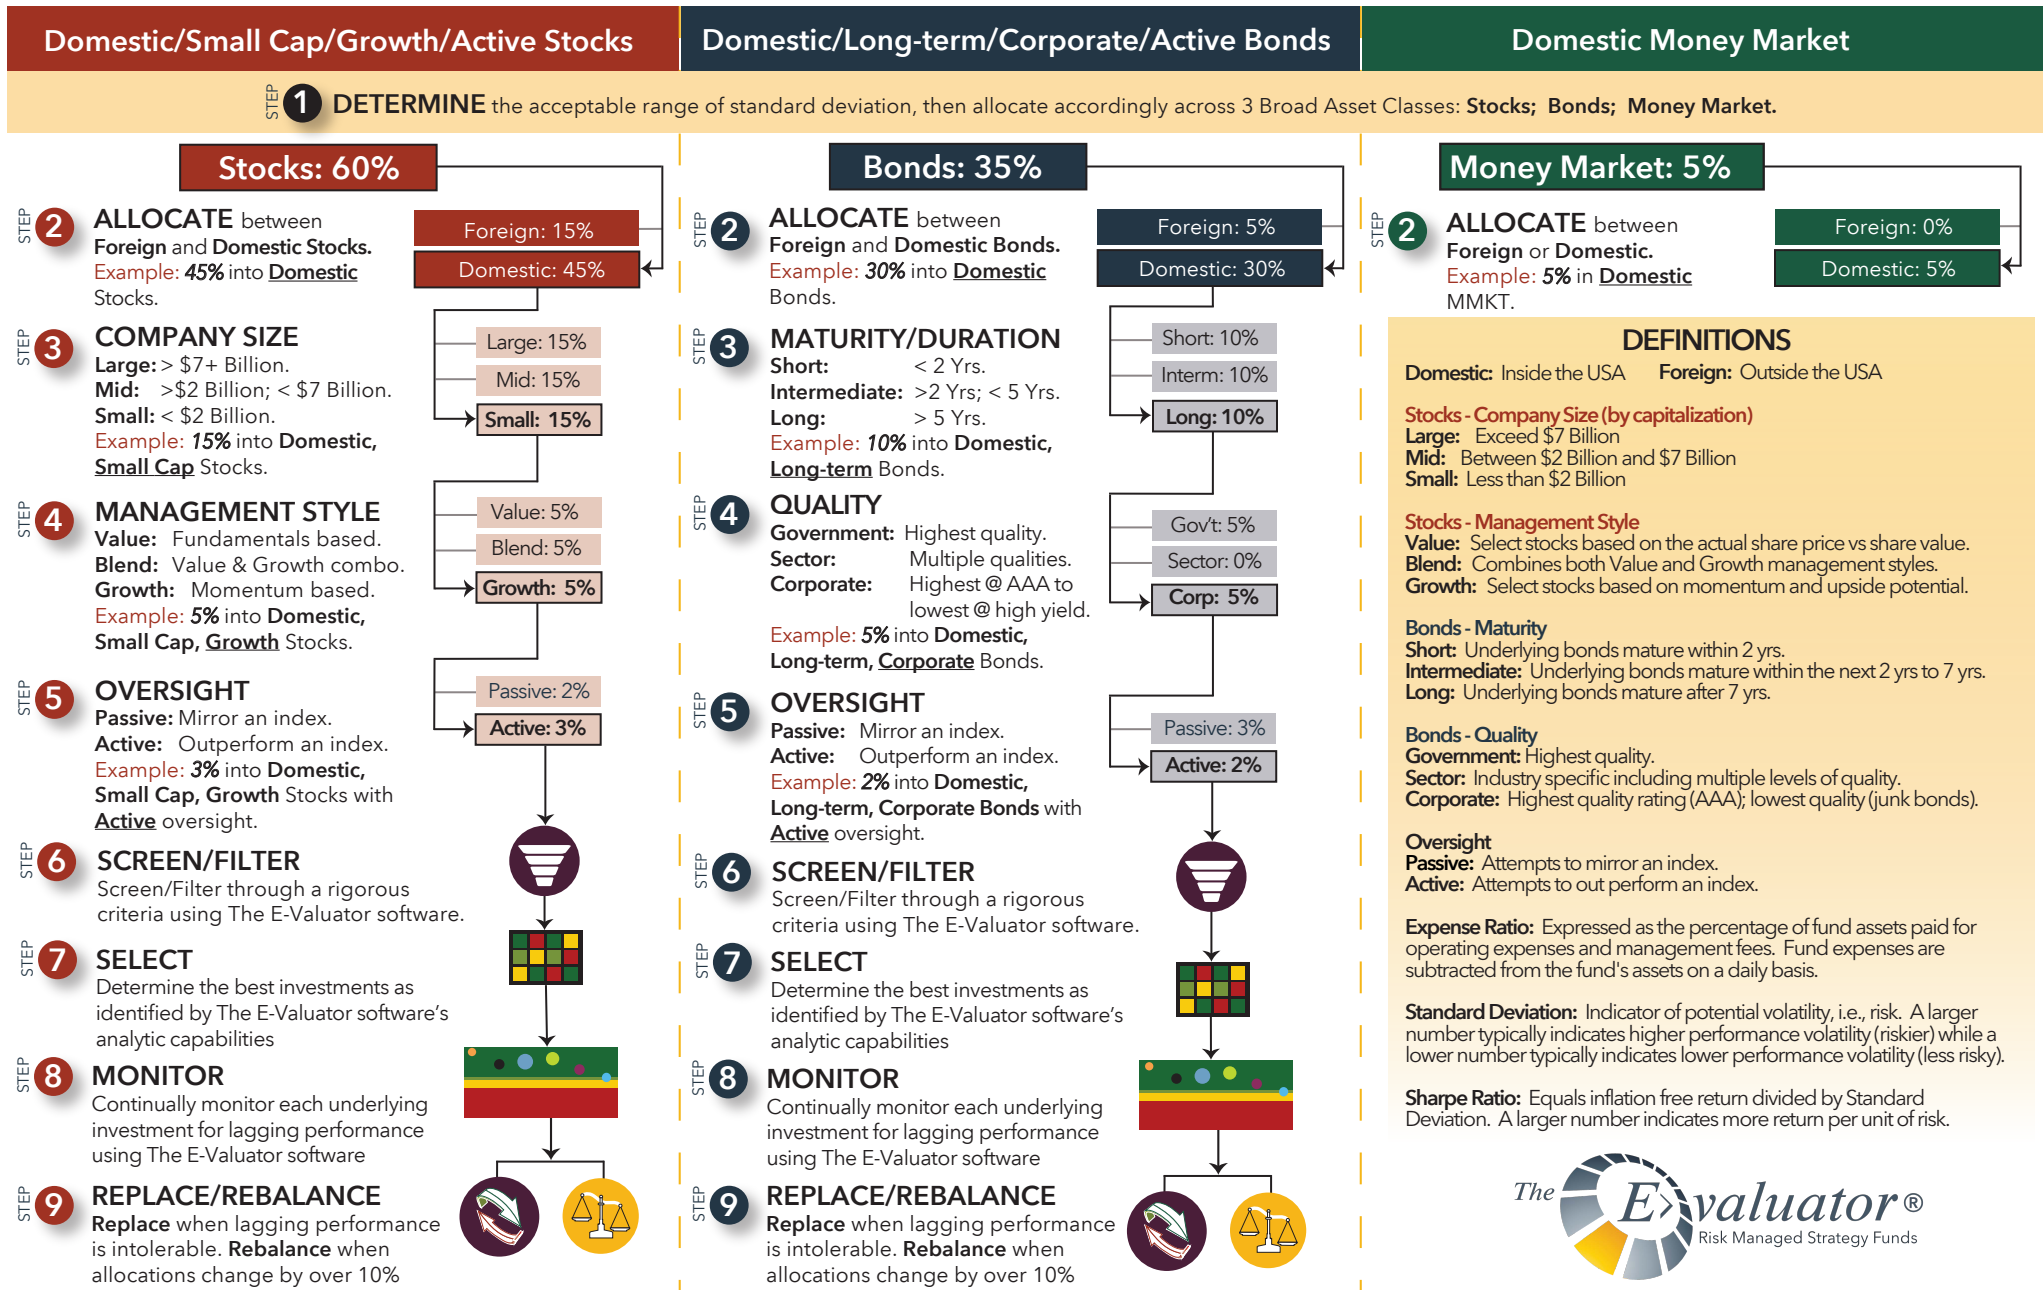 Domestic/Small Cap/Growth/Active Stocks
Domestic/Long-term/Corporate/Active Bonds
Domestic Money Market
STEP 1 DETERMINE the acceptable range of standard deviation, then allocate accordingly across 3 Broad Asset Classes: Stocks; Bonds; Money Market.
Stocks: 60%
STEP 2 ALLOCATE between
Foreign and Domestic Stocks.
Example: 45% into Domestic
Stocks.
Foreign: 15%
Domestic: 45%
STEP 3 COMPANY SIZE
Large: > $7+ Billion.
Mid: >$2 Billion; < $7 Billion.
Small: < $2 Billion.
Example: 15% into Domestic,
Small Cap Stocks.
Large: 15%
Mid: 15%
Small: 15%
STEP 4 MANAGEMENT STYLE
Value: Fundamentals based.
Blend: Value & Growth combo.
Growth: Momentum based.
Example: 5% into Domestic,
Small Cap, Growth Stocks.
Value: 5%
Blend: 5%
Growth: 5%
STEP 5 OVERSIGHT
Passive: Mirror an index.
Active: Outperform an index.
Example: 3% into Domestic,
Small Cap, Growth Stocks with
Active oversight.
Passive: 2%
Active: 3%
STEP 6 SCREEN/FILTER
Screen/Filter through a rigorous
criteria using The E-Valuator software.
STEP 7 SELECT
Determine the best investments as
identified by The E-Valuator software's
analytic capabilities
STEP 8 MONITOR
Continually monitor each underlying
investment for lagging performance
using The E-Valuator software
STEP 9 REPLACE/REBALANCE
Replace when lagging performance
is intolerable. Rebalance when
allocations change by over 10%
Bonds: 35%
STEP 2 ALLOCATE between
Foreign and Domestic Bonds.
Example: 30% into Domestic
Bonds.
Foreign: 5%
Domestic: 30%
STEP 3 MATURITY/DURATION
Short: < 2 Yrs.
Intermediate: >2 Yrs; < 5 Yrs.
Long: > 5 Yrs.
Example: 10% into Domestic,
Long-term Bonds.
Short: 10%
Interm: 10%
Long: 10%
STEP 4 QUALITY
Government: Highest quality.
Sector: Multiple qualities.
Corporate: Highest @ AAA to
lowest @ high yield.
Example: 5% into Domestic,
Long-term, Corporate Bonds.
Gov't: 5%
Sector: 0%
Corp: 5%
STEP 5 OVERSIGHT
Passive: Mirror an index.
Active: Outperform an index.
Example: 2% into Domestic,
Long-term, Corporate Bonds with
Active oversight.
Passive: 3%
Active: 2%
STEP 6 SCREEN/FILTER
Screen/Filter through a rigorous
criteria using The E-Valuator software.
STEP 7 SELECT
Determine the best investments as
identified by The E-Valuator software's
analytic capabilities
STEP 8 MONITOR
Continually monitor each underlying
investment for lagging performance
using The E-Valuator software
STEP 9 REPLACE/REBALANCE
Replace when lagging performance
is intolerable. Rebalance when
allocations change by over 10%
Money Market: 5%
STEP 2 ALLOCATE between
Foreign or Domestic.
Example: 5% in Domestic
MMKT.
Foreign: 0%
Domestic: 5%
DEFINITIONS
Domestic: Inside the USA Foreign: Outside the USA
Stocks - Company Size (by capitalization)
Large: Exceed $7 Billion
Mid: Between $2 Billion and $7 Billion
Small: Less than $2 Billion
Stocks - Management Style
Value: Select stocks based on the actual share price vs share value.
Blend: Combines both Value and Growth management styles.
Growth: Select stocks based on momentum and upside potential.
Bonds - Maturity
Short: Underlying bonds mature within 2 yrs.
Intermediate: Underlying bonds mature within the next 2 yrs to 7 yrs.
Long: Underlying bonds mature after 7 yrs.
Bonds - Quality
Government: Highest quality.
Sector: Industry specific including multiple levels of quality.
Corporate: Highest quality rating (AAA); lowest quality (junk bonds).
Oversight
Passive: Attempts to mirror an index.
Active: Attempts to out perform an index.
Expense Ratio: Expressed as the percentage of fund assets paid for
operating expenses and management fees. Fund expenses are
subtracted from the fund's assets on a daily basis.
Standard Deviation: Indicator of potential volatility, i.e., risk. A larger
number typically indicates higher performance volatility (riskier) while a
lower number typically indicates lower performance volatility (less risky).
Sharpe Ratio: Equals inflation free return divided by Standard
Deviation. A larger number indicates more return per unit of risk.
The E>valuator®
Risk Managed Strategy Funds